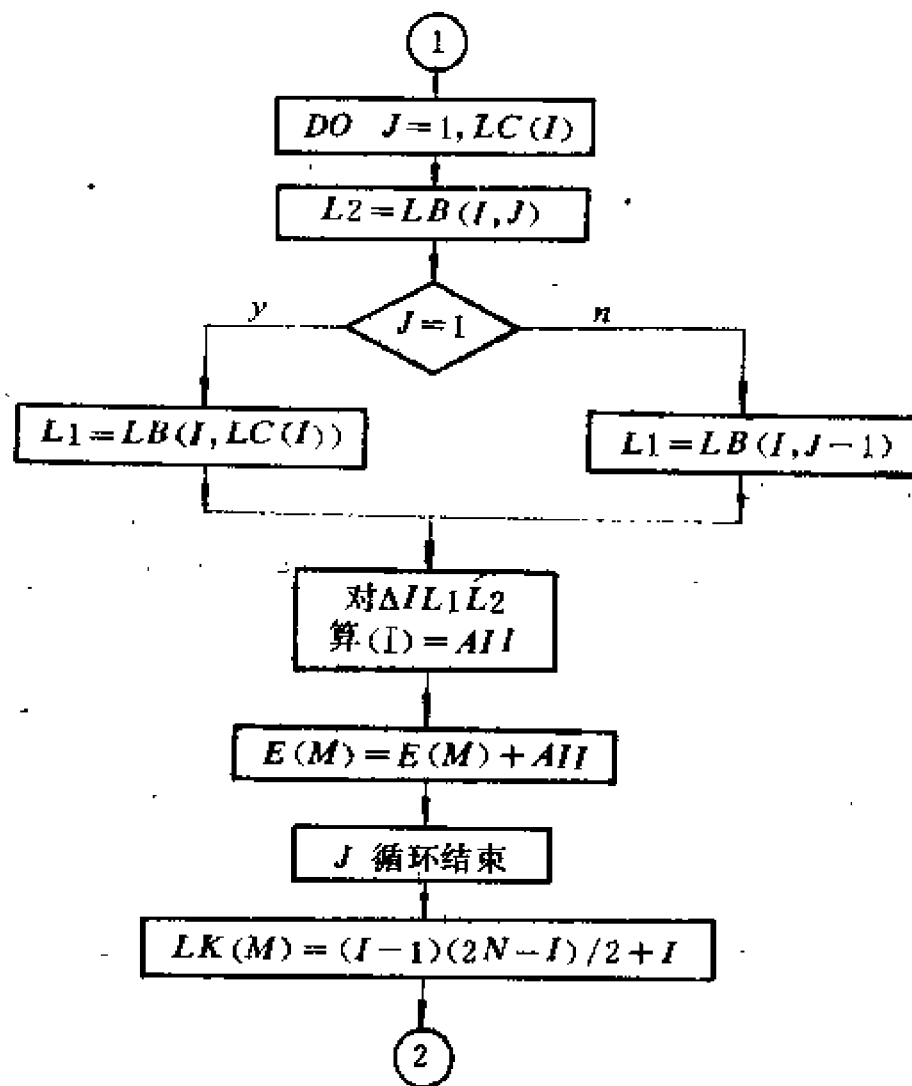 1
DO J=1, LC(I)
L2=LB(I,J)
y
J=1
n
L1=LB(I,LC(I))
L1=LB(I,J-1)
对ΔIL1L2
算(I)=AII
E(M)=E(M)+AII
J 循环结束
LK(M)=(I-1)(2N-I)/2+I
2